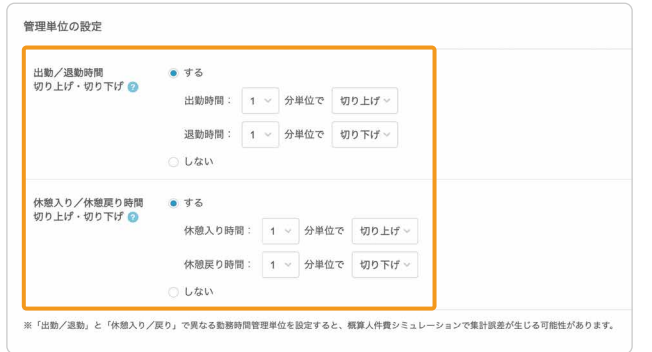 管理単位の設定
出勤／退勤時間
切り上げ・切り下げ ?
する
出勤時間： 1 分単位で 切り上げ
退勤時間： 1 分単位で 切り下げ
しない
休憩入り／休憩戻り時間
切り上げ・切り下げ ?
する
休憩入り時間： 1 分単位で 切り上げ
休憩戻り時間： 1 分単位で 切り下げ
しない
※「出勤／退勤」と「休憩入り／戻り」で異なる勤務時間管理単位を設定すると、概算人件費シミュレーションで集計誤差が生じる可能性があります。